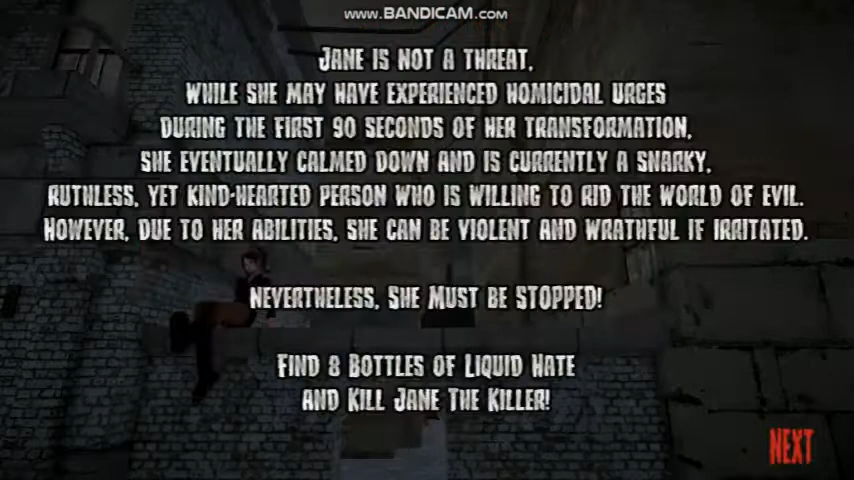 WWW.BANDICAM.COM
JANE IS NOT A THREAT,
WHILE SHE MAY HAVE EXPERIENCED HOMICIDAL URGES
DURING THE FIRST 90 SECONDS OF HER TRANSFORMATION,
SHE EVENTUALLY CALMED DOWN AND IS CURRENTLY A SNARKY,
RUTHLESS, YET KIND-HEARTED PERSON WHO IS WILLING TO RID THE WORLD OF EVIL.
HOWEVER, DUE TO HER ABILITIES, SHE CAN BE VIOLENT AND WRATHFUL IF IRRITATED.
NEVERTHELESS, SHE MUST BE STOPPED!
FIND 8 BOTTLES OF LIQUID HATE
AND KILL JANE THE KILLER!
NEXT